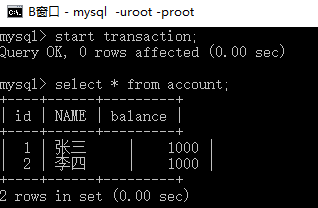 B窗口 - mysql  -uroot -proot
mysql> start transaction;
Query OK, 0 rows affected (0.00 sec)
mysql> select * from account;
+----+------+---------+
| id | NAME | balance |
+----+------+---------+
|  1 | 张三   |    1000 |
|  2 | 李四   |    1000 |
+----+------+---------+
2 rows in set (0.00 sec)